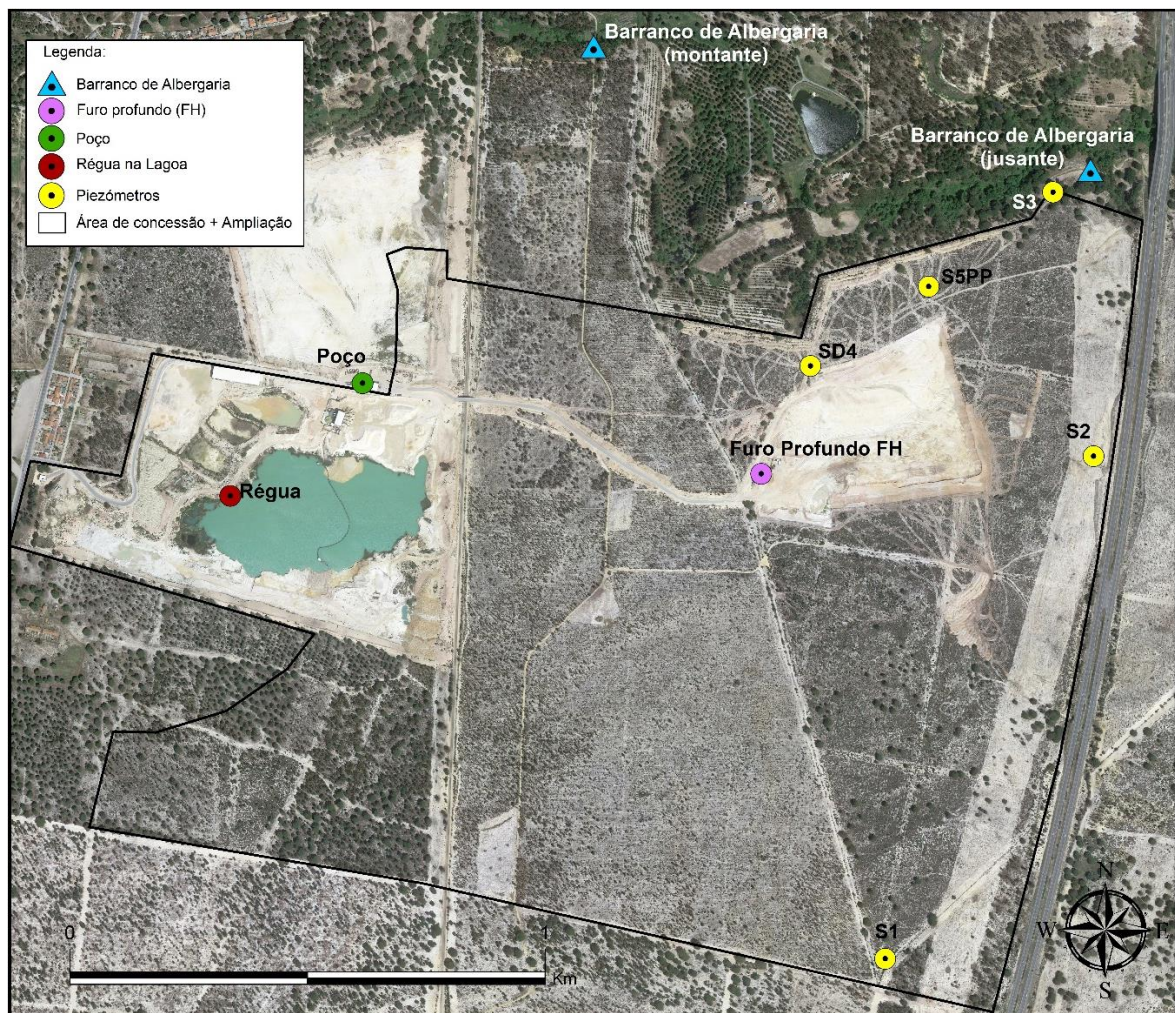 Legenda:
Barranco de Albergaria
Furo profundo (FH)
Poço
Régua na Lagoa
Piezómetros
Área de concessão + Ampliação
Barranco de Albergaria
(montante)
Barranco de Albergaria
(jusante)
S3
S5PP
SD4
Poço
S2
Furo Profundo FH
Régua
S1
N
W
E
S
0
1
Km